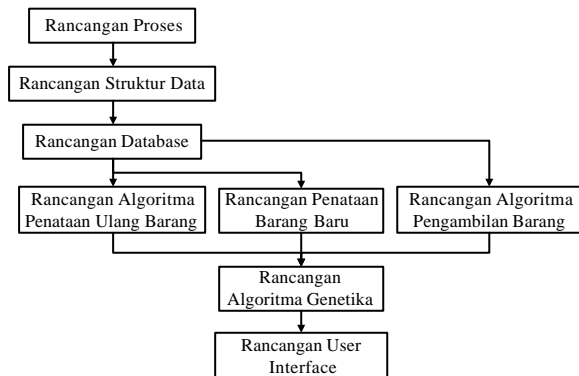 Rancangan Proses
Rancangan Struktur Data
Rancangan Database
Rancangan Algoritma
Penataan Ulang Barang
Rancangan Penataan
Barang Baru
Rancangan Algoritma
Pengambilan Barang
Rancangan
Algoritma Genetika
Rancangan User
Interface